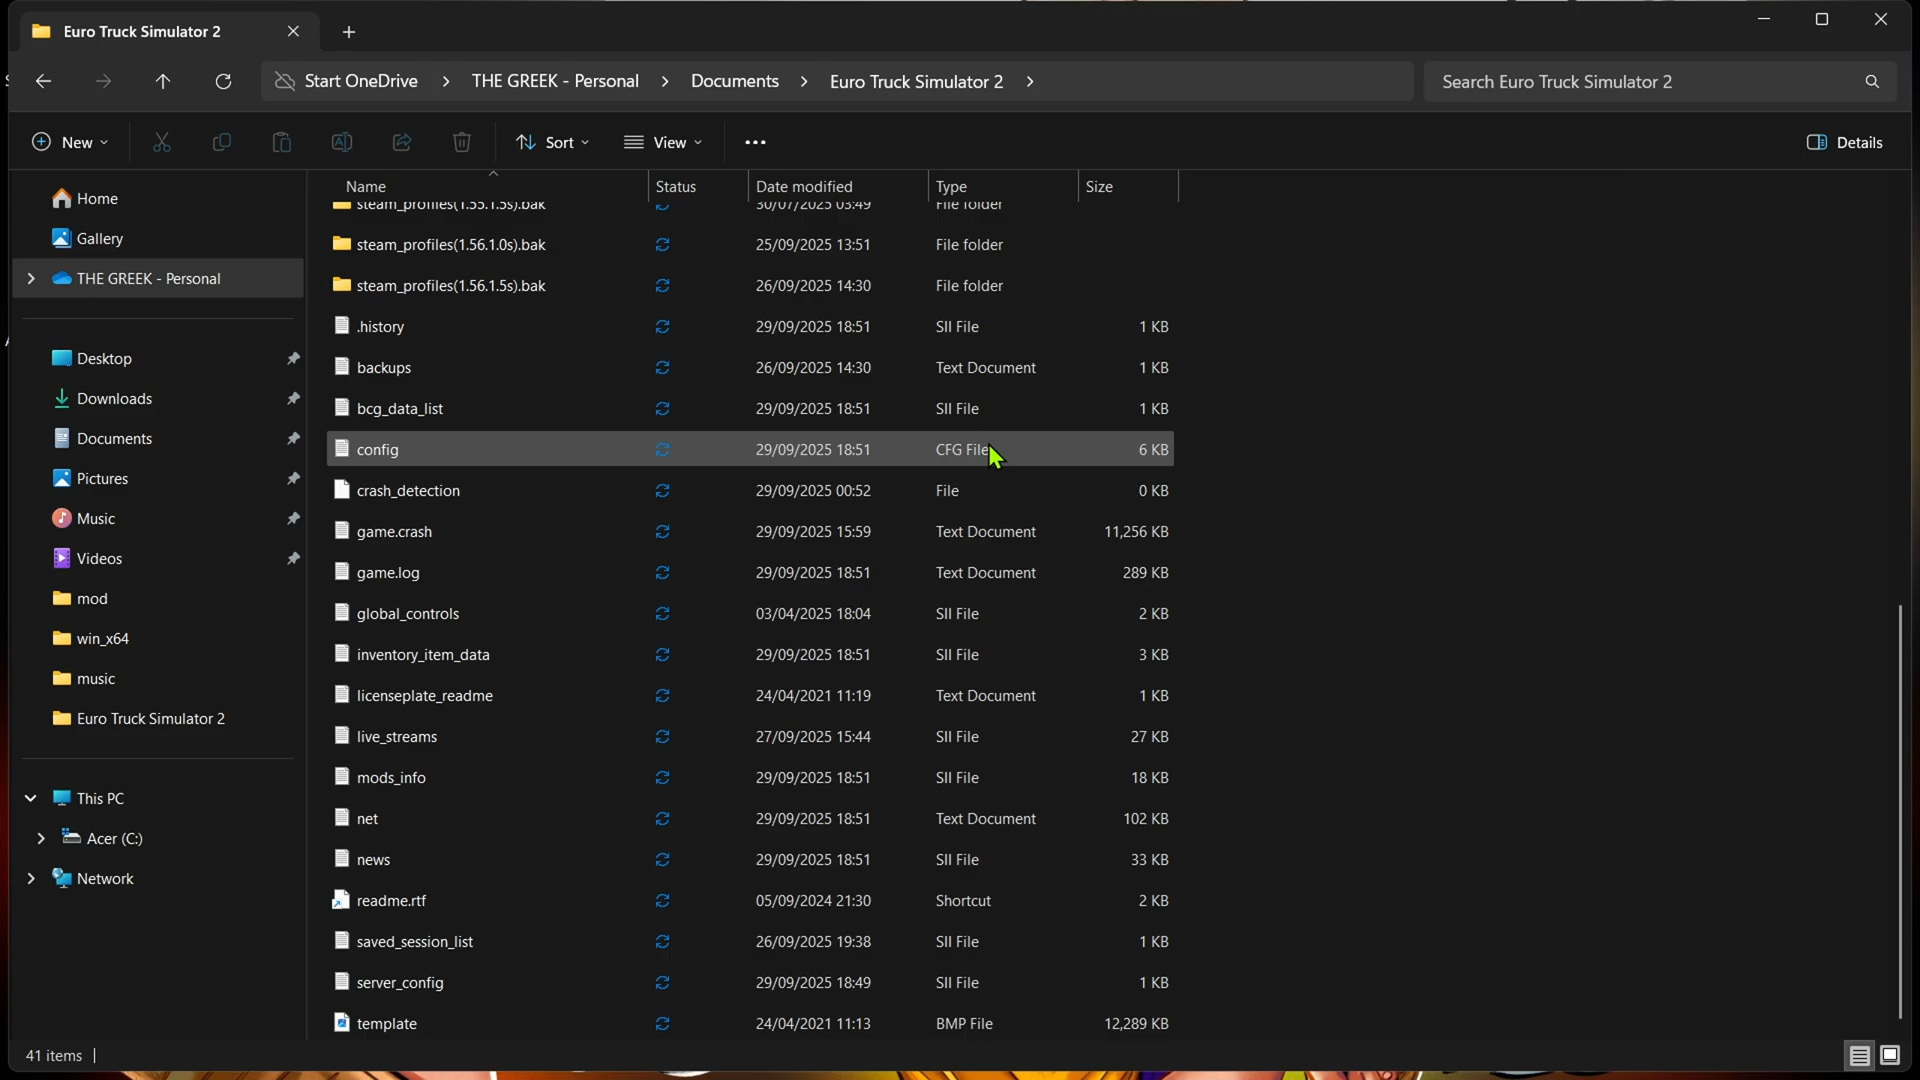 Euro Truck Simulator 2
Start OneDrive > THE GREEK - Personal > Documents > Euro Truck Simulator 2 >
Search Euro Truck Simulator 2
New
Sort
View
Details
Home
Gallery
THE GREEK - Personal
Desktop
Downloads
Documents
Pictures
Music
Videos
mod
win_x64
music
Euro Truck Simulator 2
This PC
Acer (C:)
Network
Name Status Date modified Type Size
steam_profiles(1.55.1.5s).bak 30/07/2025 03:49 File folder
steam_profiles(1.56.1.0s).bak 25/09/2025 13:51 File folder
steam_profiles(1.56.1.5s).bak 26/09/2025 14:30 File folder
.history 29/09/2025 18:51 SII File 1 KB
backups 26/09/2025 14:30 Text Document 1 KB
bcg_data_list 29/09/2025 18:51 SII File 1 KB
config 29/09/2025 18:51 CFG File 6 KB
crash_detection 29/09/2025 00:52 File 0 KB
game.crash 29/09/2025 15:59 Text Document 11,256 KB
game.log 29/09/2025 18:51 Text Document 289 KB
global_controls 03/04/2025 18:04 SII File 2 KB
inventory_item_data 29/09/2025 18:51 SII File 3 KB
licenseplate_readme 24/04/2021 11:19 Text Document 1 KB
live_streams 27/09/2025 15:44 SII File 27 KB
mods_info 29/09/2025 18:51 SII File 18 KB
net 29/09/2025 18:51 Text Document 102 KB
news 29/09/2025 18:51 SII File 33 KB
readme.rtf 05/09/2024 21:30 Shortcut 2 KB
saved_session_list 26/09/2025 19:38 SII File 1 KB
server_config 29/09/2025 18:49 SII File 1 KB
template 24/04/2021 11:13 BMP File 12,289 KB
41 items